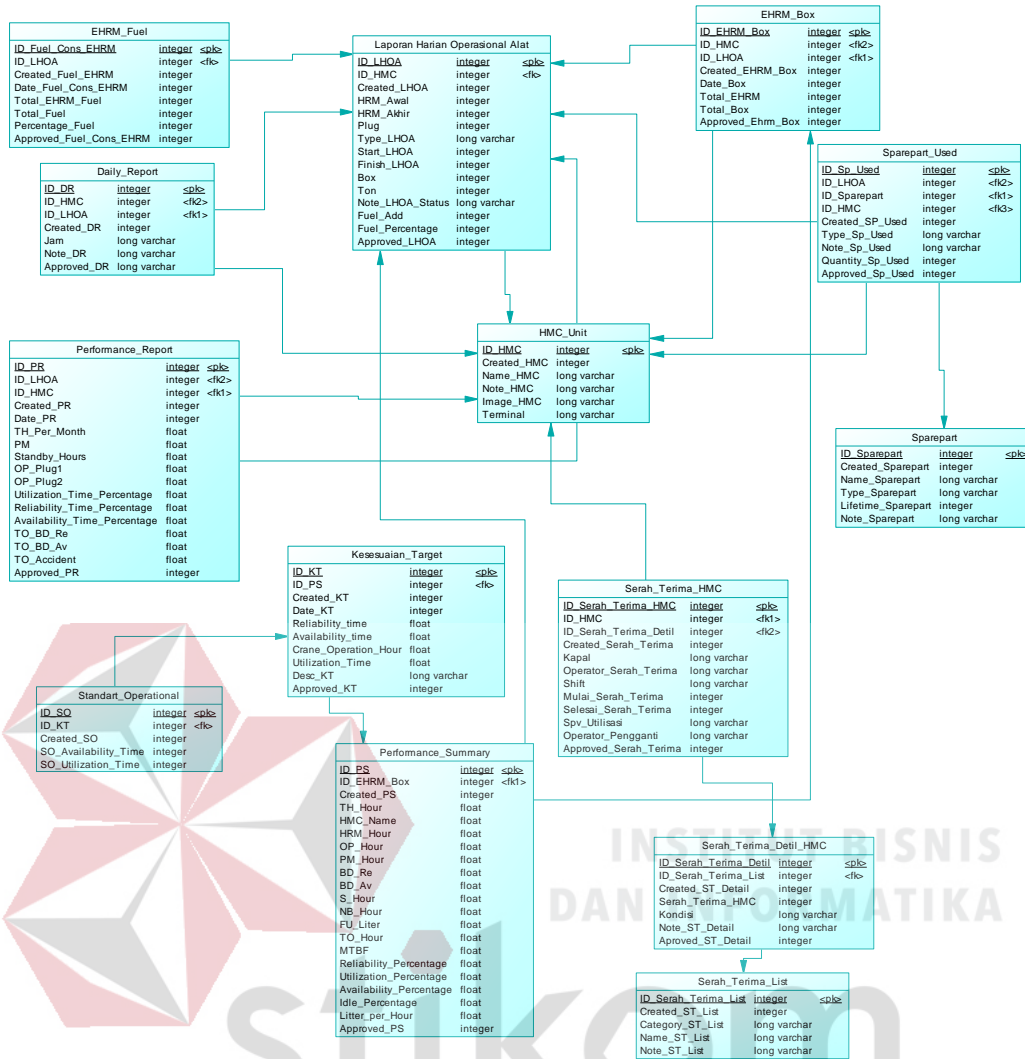 EHRM_Fuel
ID_Fuel_Cons_EHRM integer <pk>
ID_LHOA integer <fk>
Created_Fuel_EHRM integer
Date_Fuel_Cons_EHRM integer
Total_EHRM_Fuel integer
Total_Fuel integer
Percentage_Fuel integer
Approved_Fuel_Cons_EHRM integer
Laporan Harian Operasional Alat
ID_LHOA integer <pk>
ID_HMC integer <fk>
Created_LHOA integer
HRM_Awal integer
HRM_Akhir integer
Plug integer
Type_LHOA long varchar
Start_LHOA integer
Finish_LHOA integer
Box integer
Ton integer
Note_LHOA_Status long varchar
Fuel_Add integer
Fuel_Percentage integer
Approved_LHOA integer
EHRM_Box
ID_EHRM_Box integer <pk>
ID_HMC integer <fk2>
ID_LHOA integer <fk1>
Created_EHRM_Box integer
Date_Box integer
Total_EHRM integer
Total_Box integer
Approved_Ehrm_Box integer
Daily_Report
ID_DR integer <pk>
ID_HMC integer <fk2>
ID_LHOA integer <fk1>
Created_DR integer
Jam long varchar
Note_DR long varchar
Approved_DR long varchar
Sparepart_Used
ID_Sp_Used integer <pk>
ID_LHOA integer <fk2>
ID_Sparepart integer <fk1>
ID_HMC integer <fk3>
Created_SP_Used integer
Type_Sp_Used long varchar
Note_Sp_Used long varchar
Quantity_Sp_Used integer
Approved_Sp_Used integer
HMC_Unit
ID_HMC integer <pk>
Created_HMC integer
Name_HMC long varchar
Note_HMC long varchar
Image_HMC long varchar
Terminal long varchar
Performance_Report
ID_PR integer <pk>
ID_LHOA integer <fk2>
ID_HMC integer <fk1>
Created_PR integer
Date_PR integer
TH_Per_Month float
PM float
Standby_Hours float
OP_Plug1 float
OP_Plug2 float
Utilization_Time_Percentage float
Reliability_Time_Percentage float
Availability_Time_Percentage float
TO_BD_Re float
TO_BD_Av float
TO_Accident float
Approved_PR integer
Sparepart
ID_Sparepart integer <pk>
Created_Sparepart integer
Name_Sparepart long varchar
Type_Sparepart long varchar
Lifetime_Sparepart integer
Note_Sparepart long varchar
Kesesuaian_Target
ID_KT integer <pk>
ID_PS integer <fk>
Created_KT integer
Date_KT integer
Reliability_time float
Availability_time float
Crane_Operation_Hour float
Utilization_Time float
Desc_KT long varchar
Approved_KT integer
Serah_Terima_HMC
ID_Serah_Terima_HMC integer <pk>
ID_HMC integer <fk1>
ID_Serah_Terima_Detil integer <fk2>
Created_Serah_Terima integer
Kapal long varchar
Operator_Serah_Terima long varchar
Shift long varchar
Mulai_Serah_Terima integer
Selesai_Serah_Terima integer
Spv_Utilisasi long varchar
Operator_Pengganti long varchar
Approved_Serah_Terima integer
Standart_Operational
ID_SO integer <pk>
ID_KT integer <fk>
Created_SO integer
SO_Availability_Time integer
SO_Utilization_Time integer
Performance_Summary
ID_PS integer <pk>
ID_EHRM_Box integer <fk1>
Created_PS integer
TH_Hour float
HMC_Name float
HRM_Hour float
OP_Hour float
PM_Hour float
BD_Re float
BD_Av float
S_Hour float
NB_Hour float
FU_Liter float
TO_Hour float
MTBF float
Reliability_Percentage float
Utilization_Percentage float
Availability_Percentage float
Idle_Percentage float
Litter_per_Hour float
Approved_PS integer
Serah_Terima_Detil_HMC
ID_Serah_Terima_Detil integer <pk>
ID_Serah_Terima_List integer <fk>
Created_ST_Detail integer
Serah_Terima_HMC integer
Kondisi long varchar
Note_ST_Detail long varchar
Aproved_ST_Detail integer
Serah_Terima_List
ID_Serah_Terima_List integer <pk>
Created_ST_List integer
Category_ST_List long varchar
Name_ST_List long varchar
Note_ST_List long varchar
INSTITUT BISNIS
DAN INFORMATIKA
stikom